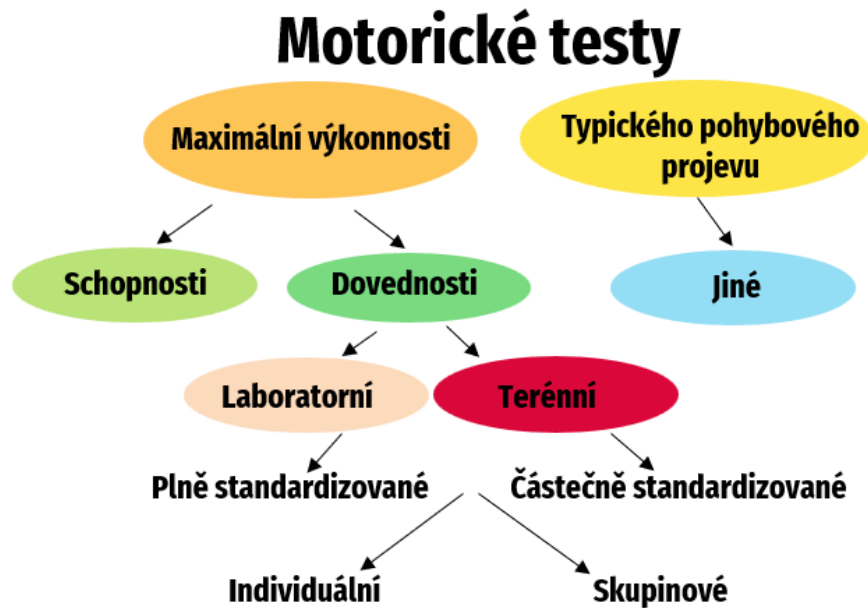 Motorické testy
Maximální výkonnosti
Typického pohybového
projevu
Schopnosti
Dovednosti
Jiné
Laboratorní
Terénní
Plně standardizované
Částečně standardizované
Individuální
Skupinové